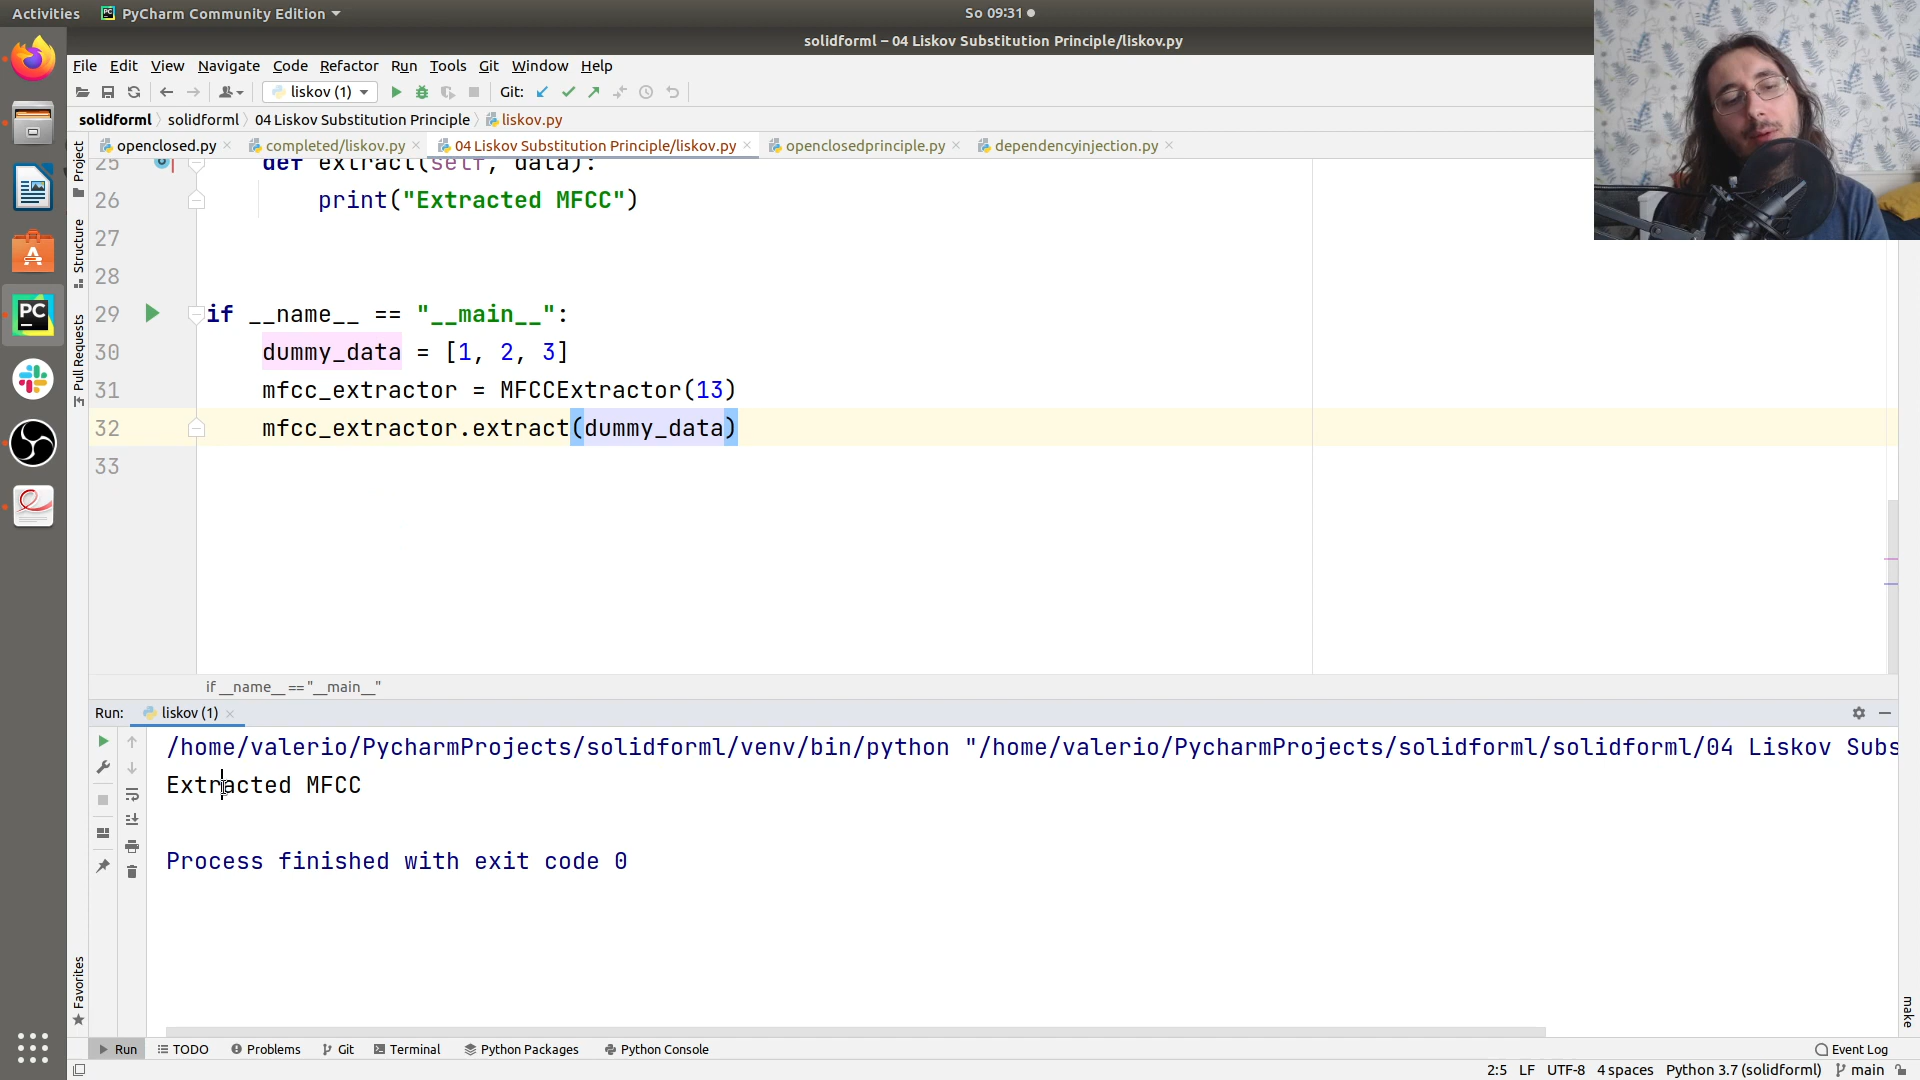 Activities PyCharm Community Edition So 09:31
solidforml – 04 Liskov Substitution Principle/liskov.py
File Edit View Navigate Code Refactor Run Tools Git Window Help
liskov (1) Git:
solidforml solidforml 04 Liskov Substitution Principle liskov.py
openclosed.py completed/liskov.py 04 Liskov Substitution Principle/liskov.py openclosedprinciple.py dependencyinjection.py
25 def extract(self, data):
26 print("Extracted MFCC")
27
28
29 if __name__ == "__main__":
30 dummy_data = [1, 2, 3]
31 mfcc_extractor = MFCCExtractor(13)
32 mfcc_extractor.extract(dummy_data)
33
if __name__ == "__main__"
Project
Structure
Pull Requests
Favorites
Run: liskov (1)
/home/valerio/PycharmProjects/solidforml/venv/bin/python "/home/valerio/PycharmProjects/solidforml/solidforml/04 Liskov Subs
Extracted MFCC
Process finished with exit code 0
make
Run TODO Problems Git Terminal Python Packages Python Console Event Log
2:5 LF UTF-8 4 spaces Python 3.7 (solidforml) main